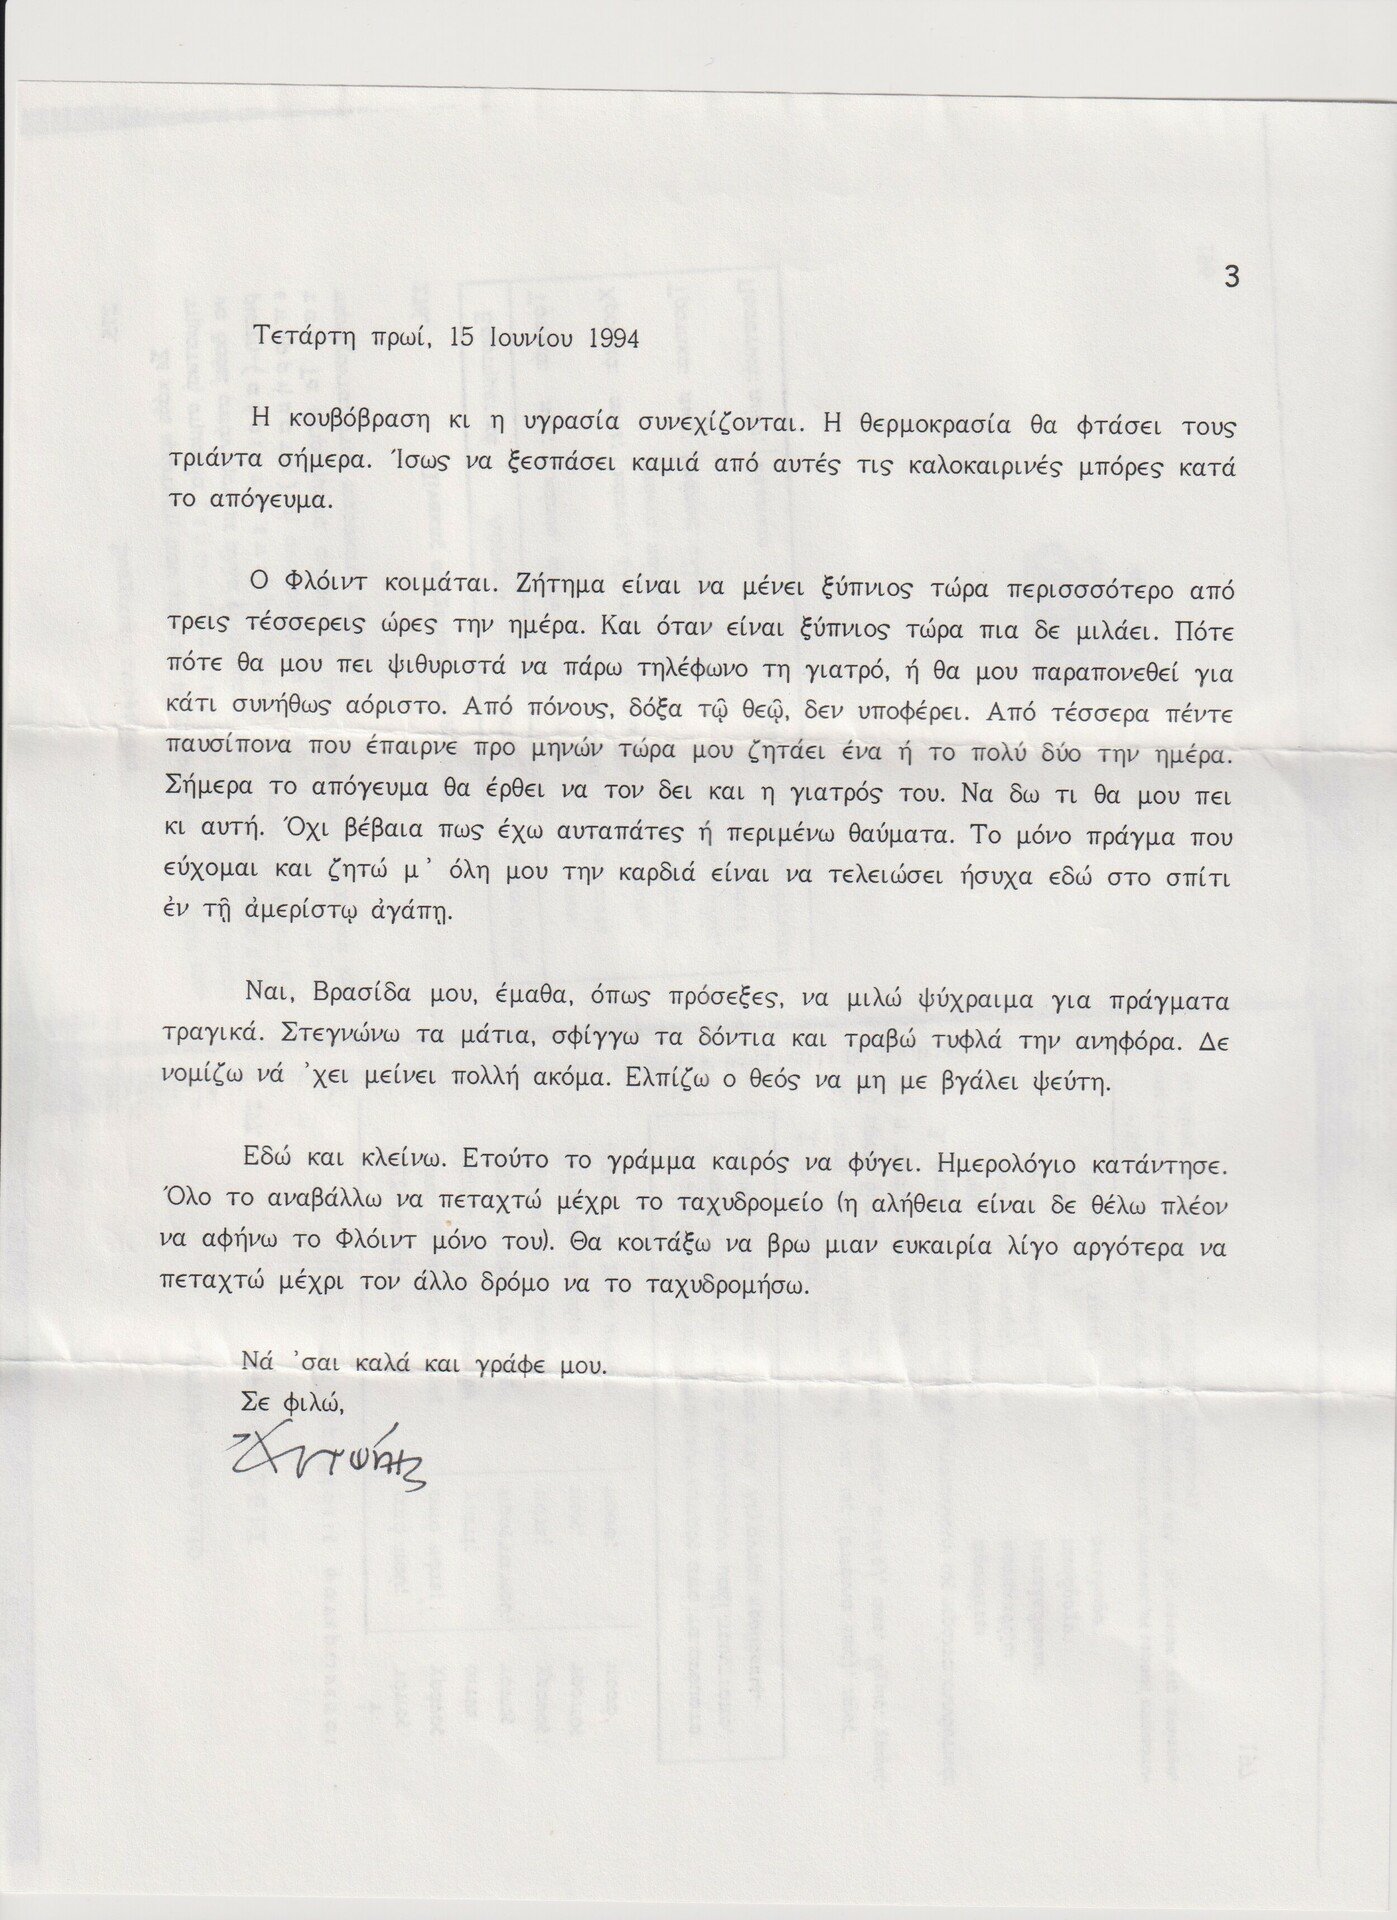 3
Τετάρτη πρωί, 15 Ιουνίου 1994
Η κουβόβραση κι η υγρασία συνεχίζονται. Η θερμοκρασία θα φτάσει τους
τριάντα σήμερα. Ίσως να ξεσπάσει καμιά από αυτές τις καλοκαιρινές μπόρες κατά
το απόγευμα.
Ο Φλόιντ κοιμάται. Ζήτημα είναι να μένει ξύπνιος τώρα περισσσότερο από
τρεις τέσσερεις ώρες την ημέρα. Και όταν είναι ξύπνιος τώρα πια δε μιλάει. Πότε
πότε θα μου πει ψιθυριστά να πάρω τηλέφωνο τη γιατρό, ή θα μου παραπονεθεί για
κάτι συνήθως αόριστο. Από πόνους, δόξα τῷ θεῷ, δεν υποφέρει. Από τέσσερα πέντε
παυσίπονα που έπαιρνε προ μηνών τώρα μου ζητάει ένα ή το πολύ δύο την ημέρα.
Σήμερα το απόγευμα θα έρθει να τον δει και η γιατρός του. Να δω τι θα μου πει
κι αυτή. Όχι βέβαια πως έχω αυταπάτες ή περιμένω θαύματα. Το μόνο πράγμα που
εύχομαι και ζητώ μ᾿ όλη μου την καρδιά είναι να τελειώσει ήσυχα εδώ στο σπίτι
ἐν τῇ ἀμερίστῳ ἀγάπῃ.
Ναι, Βρασίδα μου, έμαθα, όπως πρόσεξες, να μιλώ ψύχραιμα για πράγματα
τραγικά. Στεγνώνω τα μάτια, σφίγγω τα δόντια και τραβώ τυφλά την ανηφόρα. Δε
νομίζω νά ᾿χει μείνει πολλή ακόμα. Ελπίζω ο θεός να μη με βγάλει ψεύτη.
Εδώ και κλείνω. Ετούτο το γράμμα καιρός να φύγει. Ημερολόγιο κατάντησε.
Όλο το αναβάλλω να πεταχτώ μέχρι το ταχυδρομείο (η αλήθεια είναι δε θέλω πλέον
να αφήνω το Φλόιντ μόνο του). Θα κοιτάξω να βρω μιαν ευκαιρία λίγο αργότερα να
πεταχτώ μέχρι τον άλλο δρόμο να το ταχυδρομήσω.
Νά ᾿σαι καλά και γράφε μου.
Σε φιλώ,
Αντώνης